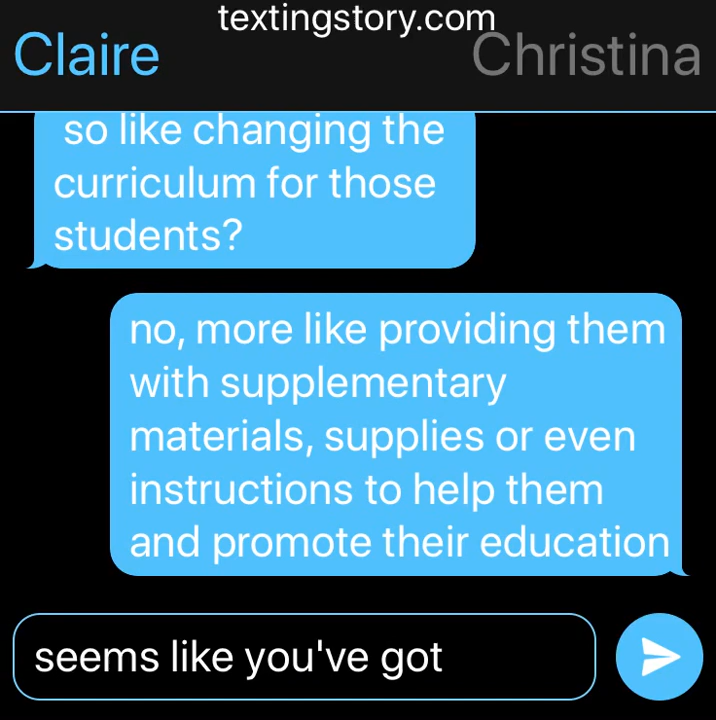 textingstory.com
Claire
Christina
so like changing the
curriculum for those
students?
no, more like providing them
with supplementary
materials, supplies or even
instructions to help them
and promote their education
seems like you've got